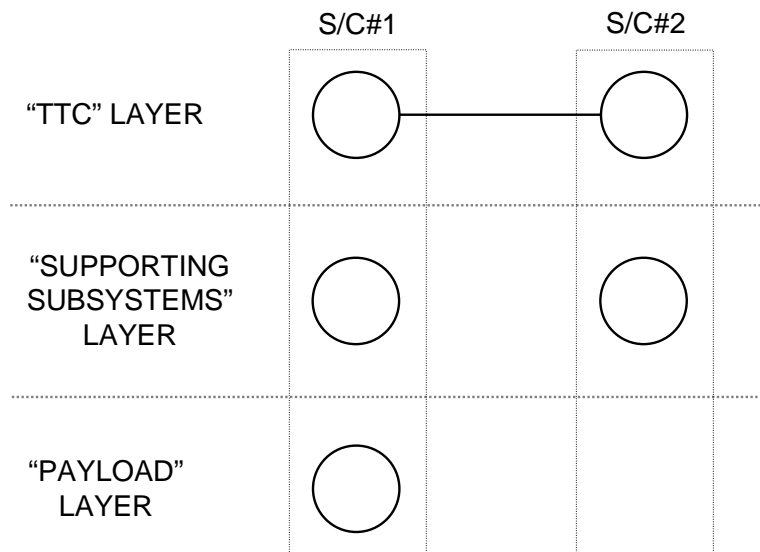 S/C#1 S/C#2
“TTC” LAYER
“SUPPORTING
SUBSYSTEMS”
LAYER
“PAYLOAD”
LAYER